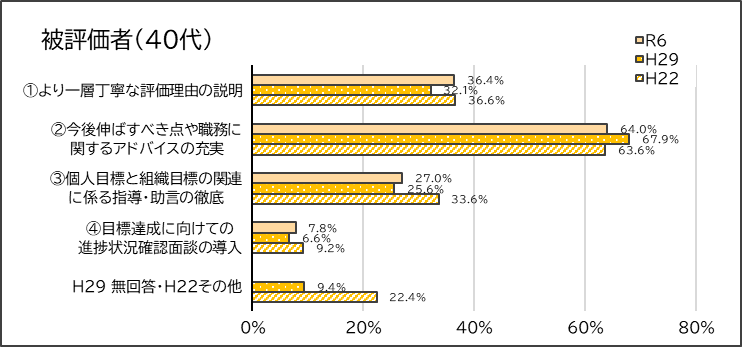 被評価者（40代）
R6
H29
H22
①より一層丁寧な評価理由の説明
36.4%
32.1%
36.6%
②今後伸ばすべき点や職務に
関するアドバイスの充実
64.0%
67.9%
63.6%
③個人目標と組織目標の関連
に係る指導・助言の徹底
27.0%
25.6%
33.6%
④目標達成に向けての
進捗状況確認面談の導入
7.8%
6.6%
9.2%
H29 無回答・H22その他
9.4%
22.4%
0% 20% 40% 60% 80%